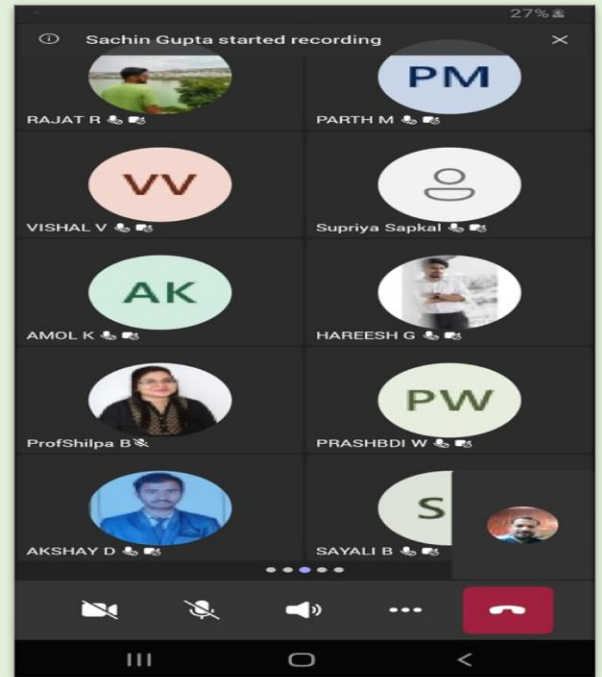 27%
Sachin Gupta started recording
PM
RAJAT R
PARTH M
VV
VISHAL V
Supriya Sapkal
AK
AMOL K
HAREESH G
PW
ProfShilpa B
PRASHBDI W
S
AKSHAY D
SAYALI B